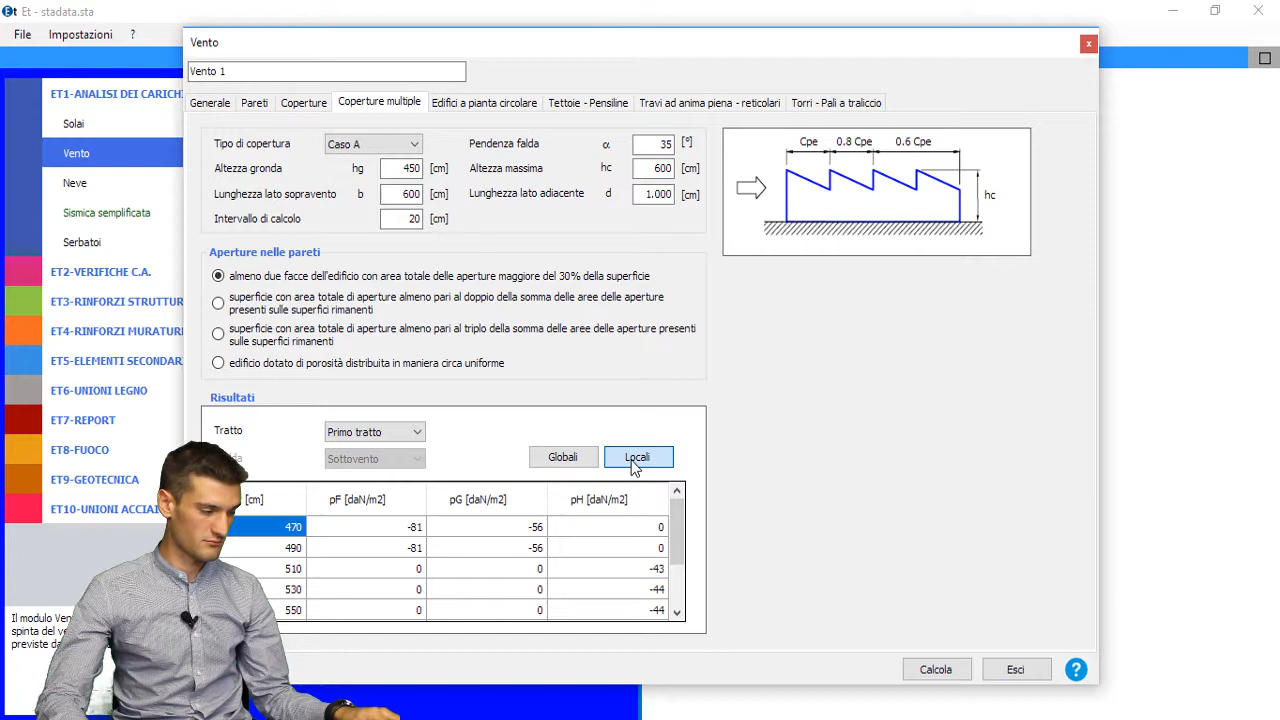 Et - stadata.sta
File Impostazioni ?
Vento
Vento 1
Generale Pareti Coperture Coperture multiple Edifici a pianta circolare Tettoie - Pensiline Travi ad anima piena - reticolari Torri - Pali a traliccio
ET1-ANALISI DEI CARICHI
Solai
Vento
Neve
Sismica semplificata
Serbatoi
ET2-VERIFICHE C.A.
ET3-RINFORZI STRUTTUR
ET4-RINFORZI MURATURE
ET5-ELEMENTI SECONDAR
ET6-UNIONI LEGNO
ET7-REPORT
ET8-FUOCO
ET9-GEOTECNICA
ET10-UNIONI ACCIAI
Il modulo Ven
spinta del ve
previste da
Tipo di copertura Caso A Pendenza falda α 35 [°]
Altezza gronda hg 450 [cm] Altezza massima hc 600 [cm]
Lunghezza lato sopravento b 600 [cm] Lunghezza lato adiacente d 1.000 [cm]
Intervallo di calcolo 20 [cm]
Cpe 0.8 Cpe 0.6 Cpe
hc
Aperture nelle pareti
almeno due facce dell'edificio con area totale delle aperture maggiore del 30% della superficie
superficie con area totale di aperture almeno pari al doppio della somma delle aree delle aperture
presenti sulle superfici rimanenti
superficie con area totale di aperture almeno pari al triplo della somma delle aree delle aperture presenti
sulle superfici rimanenti
edificio dotato di porosità distribuita in maniera circa uniforme
Risultati
Tratto Primo tratto
Sottovento Globali Locali
[cm] pF [daN/m2] pG [daN/m2] pH [daN/m2]
470 -81 -56 0
490 -81 -56 0
510 0 0 -43
530 0 0 -44
550 0 0 -44
Calcola Esci ?